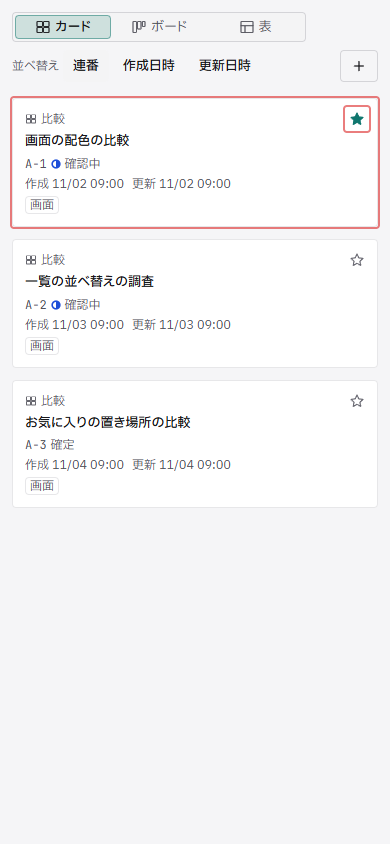 カード ボード 表
並べ替え 連番 作成日時 更新日時 +
比較
画面の配色の比較
A-1 確認中
作成 11/02 09:00 更新 11/02 09:00
画面
比較
一覧の並べ替えの調査
A-2 確認中
作成 11/03 09:00 更新 11/03 09:00
画面
比較
お気に入りの置き場所の比較
A-3 確定
作成 11/04 09:00 更新 11/04 09:00
画面